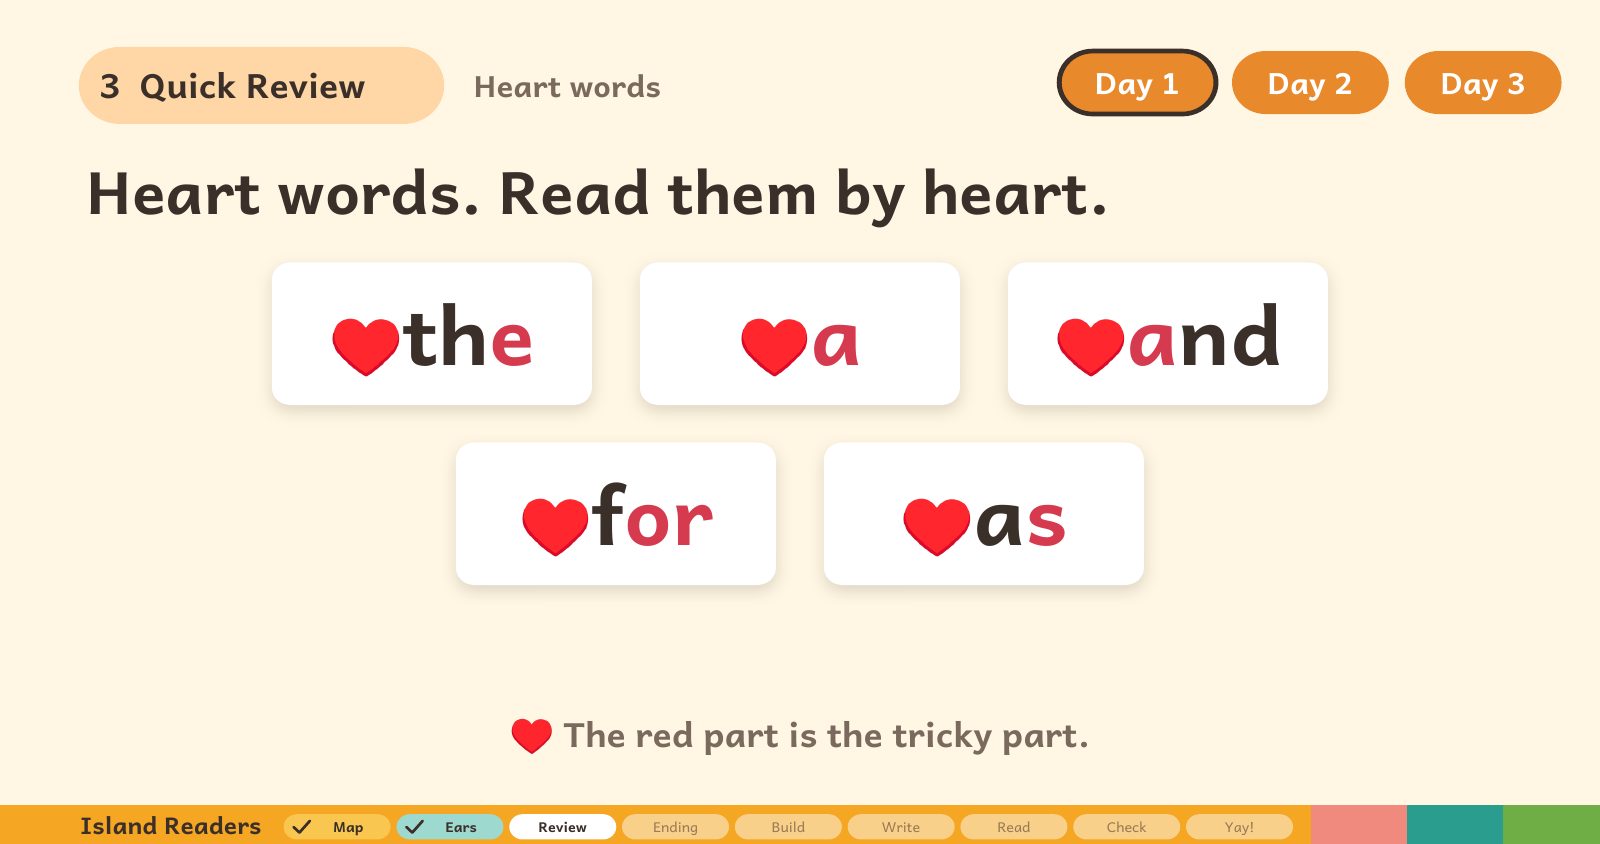 3 Quick Review
Heart words
Day 1
Day 2
Day 3
Heart words. Read them by heart.
the
a
and
for
as
The red part is the tricky part.
Island Readers
Map
Ears
Review
Ending
Build
Write
Read
Check
Yay!